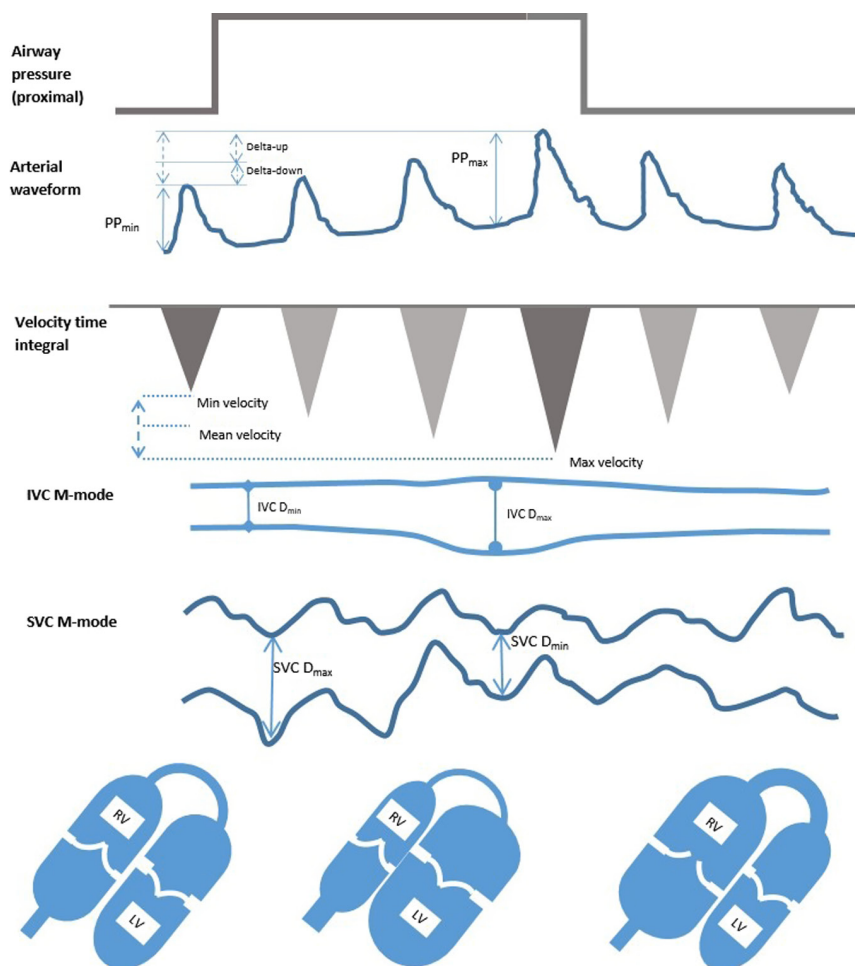 Airway
pressure
(proximal)
Arterial
waveform
Delta-up
Delta-down
PPmax
PPmin
Velocity time
integral
Min velocity
Mean velocity
Max velocity
IVC M-mode
IVC Dmin
IVC Dmax
SVC M-mode
SVC Dmax
SVC Dmin
RV
LV
RV
LV
RV
LV